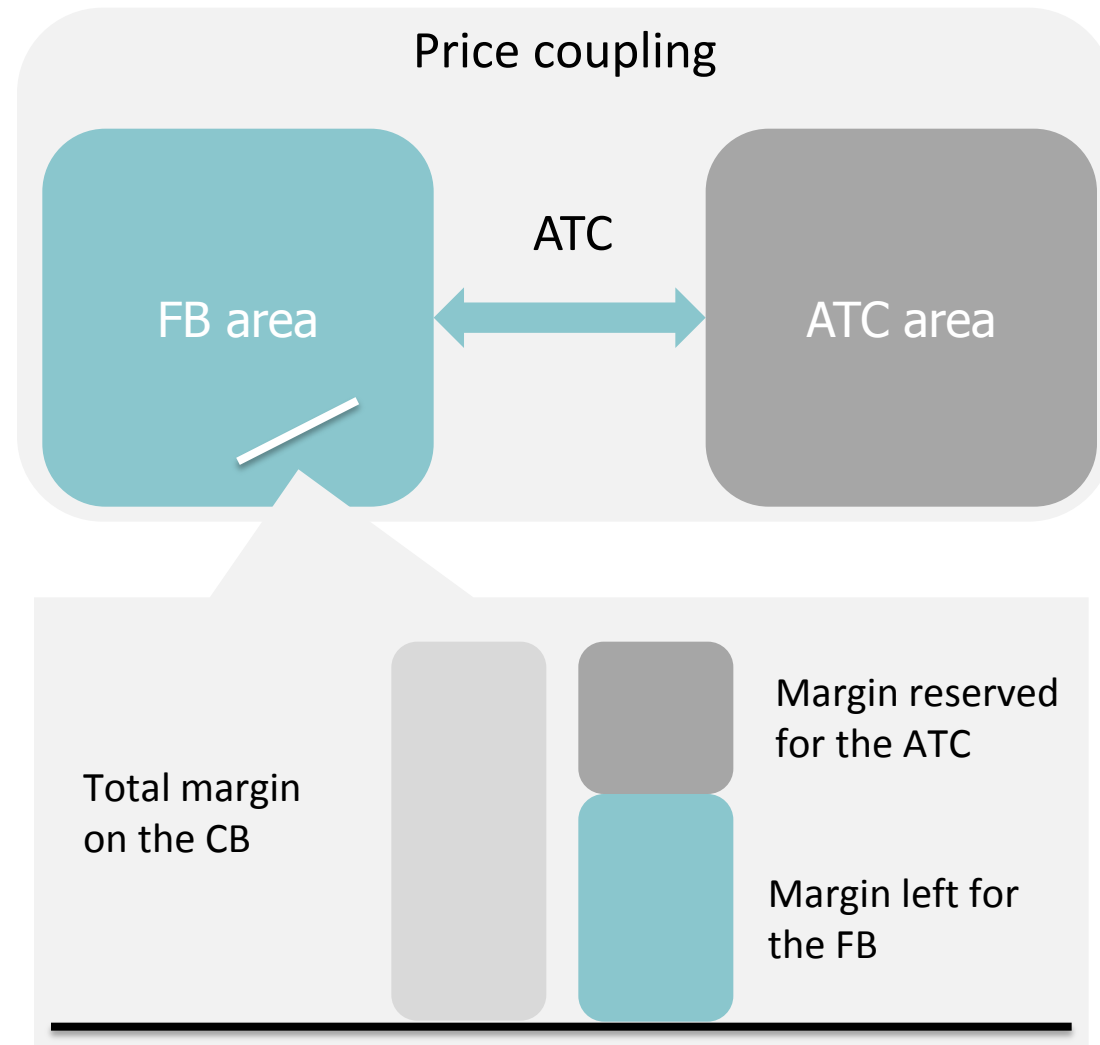 Price coupling
ATC
FB area
ATC area
Margin reserved
for the ATC
Total margin
on the CB
Margin left for
the FB